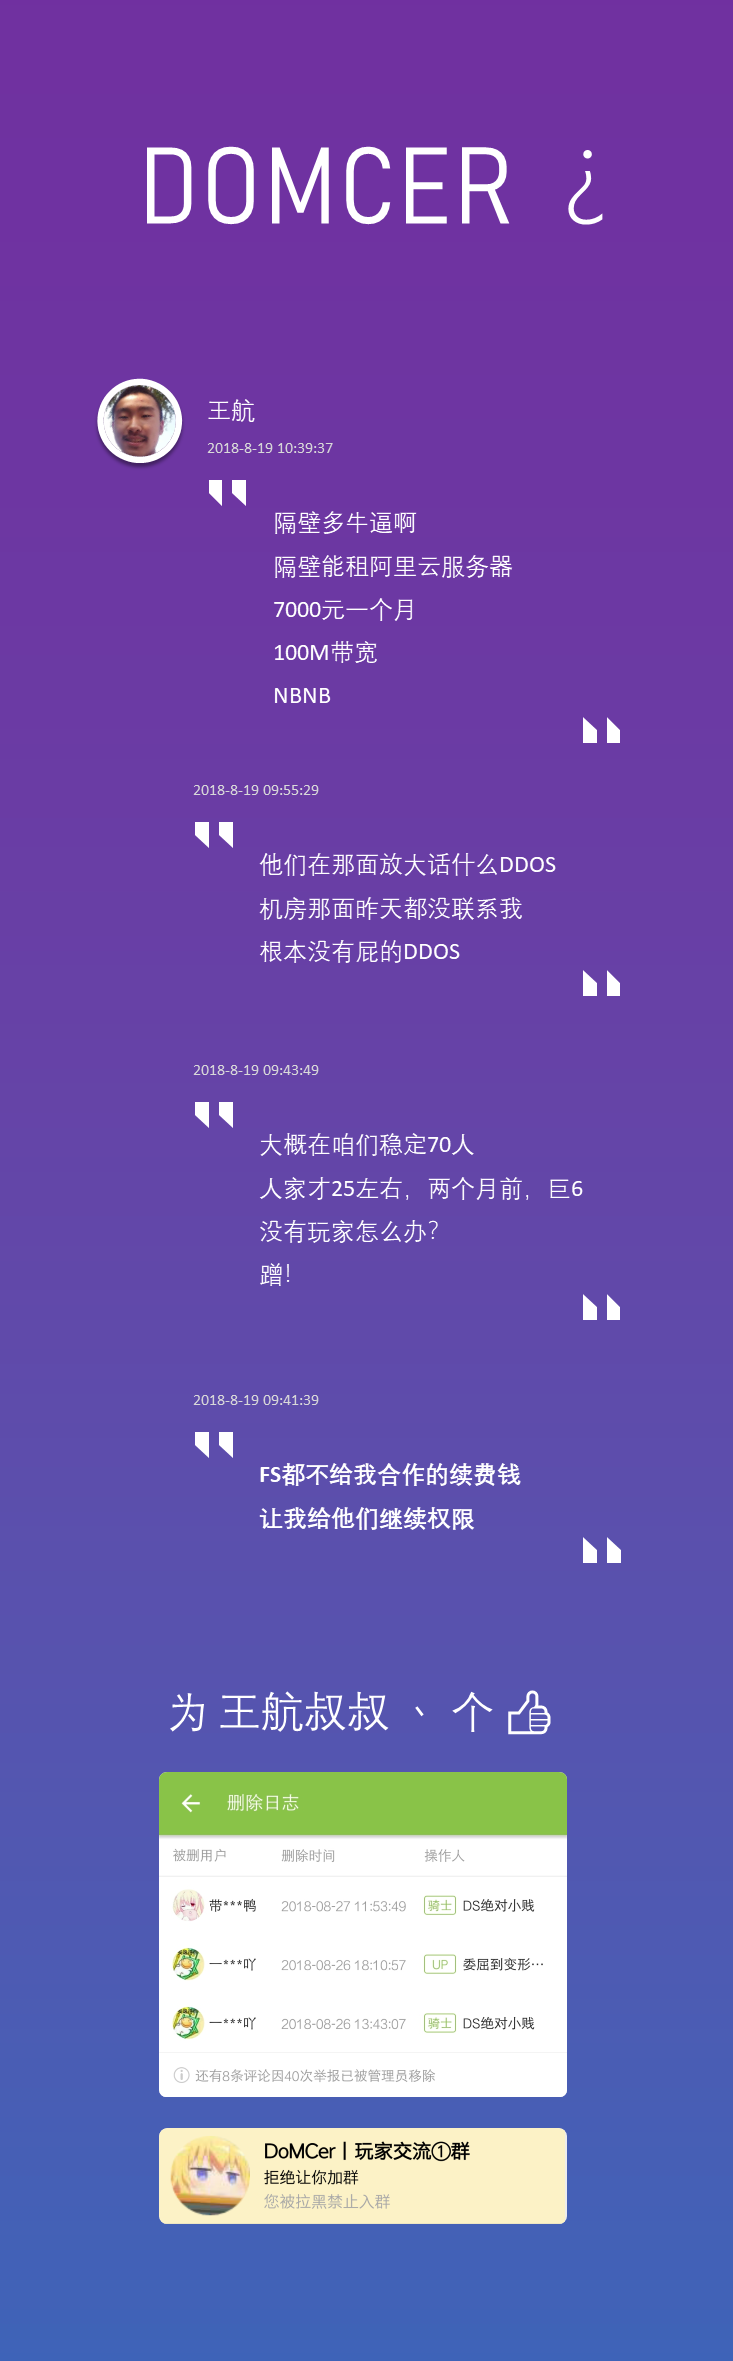 DOMCER ¿
王航
2018-8-19 10:39:37
隔壁多牛逼啊
隔壁能租阿里云服务器
7000元一个月
100M带宽
NBNB
2018-8-19 09:55:29
他们在那面放大话什么DDOS
机房那面昨天都没联系我
根本没有屁的DDOS
2018-8-19 09:43:49
大概在咱们稳定70人
人家才25左右，两个月前，巨6
没有玩家怎么办？
蹭！
2018-8-19 09:41:39
FS都不给我合作的续费钱
让我给他们继续权限
为 王航叔叔 、 个
删除日志
被删用户 删除时间 操作人
带***鸭 2018-08-27 11:53:49 骑士 DS绝对小贱
一***吖 2018-08-26 18:10:57 UP 委屈到变形…
一***吖 2018-08-26 13:43:07 骑士 DS绝对小贱
还有8条评论因40次举报已被管理员移除
DoMCer丨玩家交流①群
拒绝让你加群
您被拉黑禁止入群